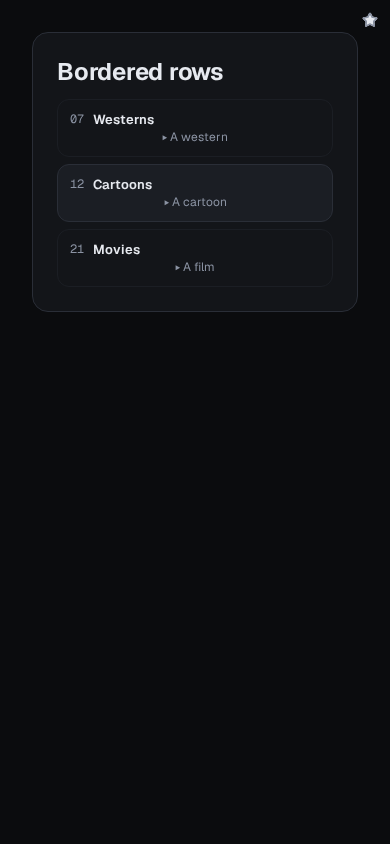 Bordered rows
07 Westerns
▸ A western
12 Cartoons
▸ A cartoon
21 Movies
▸ A film